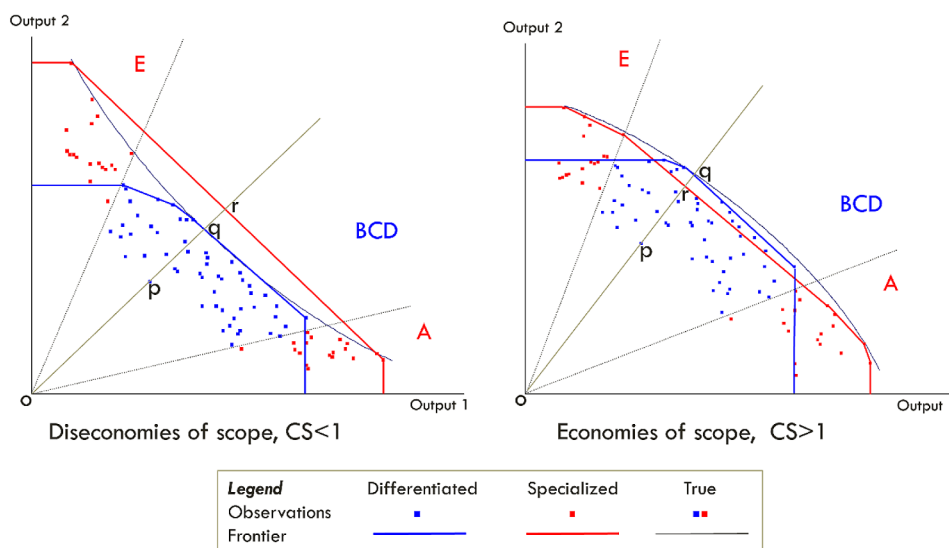 Output 2
E
r
q
BCD
p
A
O
Output 1
Diseconomies of scope, CS<1
Output 2
E
q
r
BCD
p
A
O
Output
Economies of scope, CS>1
Legend Differentiated Specialized True
Observations
Frontier